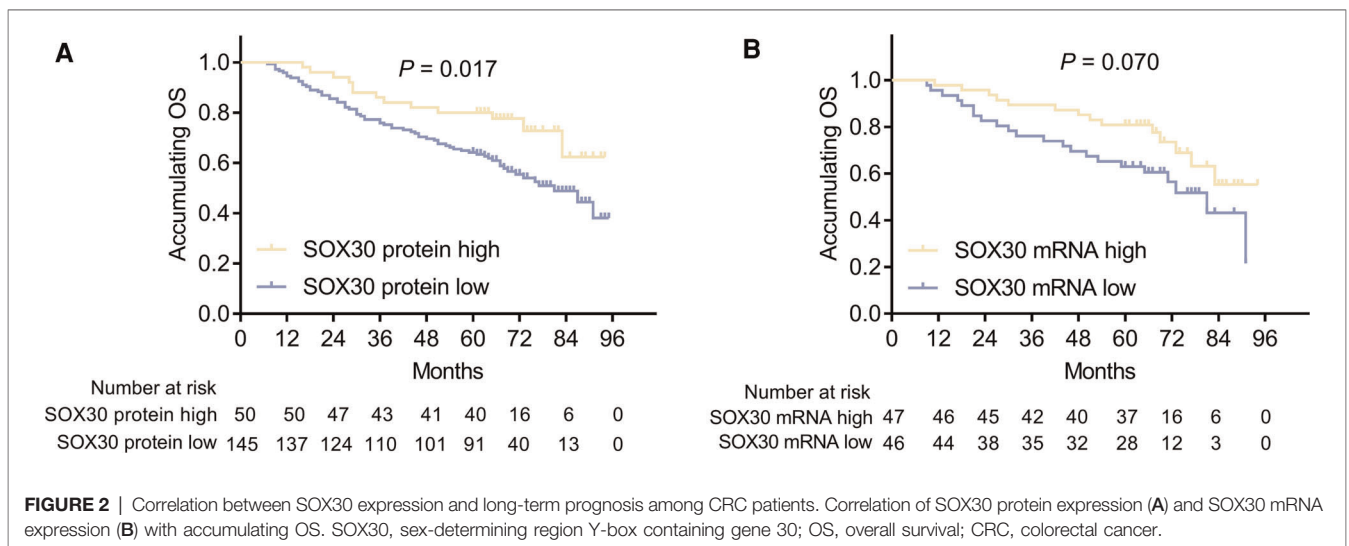 A
P = 0.017
Accumulating OS
1.0
0.8
0.6
0.4
0.2
0.0
SOX30 protein high
SOX30 protein low
0 12 24 36 48 60 72 84 96
Months
Number at risk
SOX30 protein high 50 50 47 43 41 40 16 6 0
SOX30 protein low 145 137 124 110 101 91 40 13 0
B
P = 0.070
Accumulating OS
1.0
0.8
0.6
0.4
0.2
0.0
SOX30 mRNA high
SOX30 mRNA low
0 12 24 36 48 60 72 84 96
Months
Number at risk
SOX30 mRNA high 47 46 45 42 40 37 16 6 0
SOX30 mRNA low 46 44 38 35 32 28 12 3 0
FIGURE 2 | Correlation between SOX30 expression and long-term prognosis among CRC patients. Correlation of SOX30 protein expression (A) and SOX30 mRNA
expression (B) with accumulating OS. SOX30, sex-determining region Y-box containing gene 30; OS, overall survival; CRC, colorectal cancer.